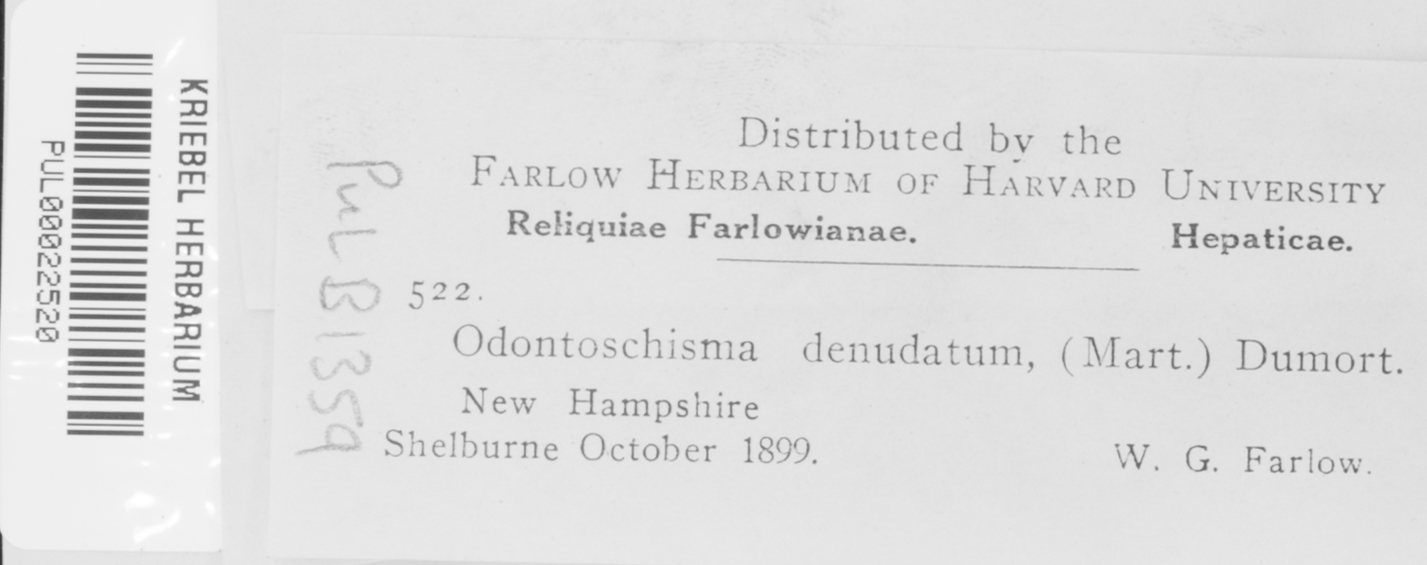 KRIEBEL HERBARIUM
PUL00022520
PUL B1359
Distributed by the
FARLOW HERBARIUM OF HARVARD UNIVERSITY
Reliquiae Farlowianae. Hepaticae.
522.
Odontoschisma denudatum, (Mart.) Dumort.
New Hampshire
Shelburne October 1899. W. G. Farlow.